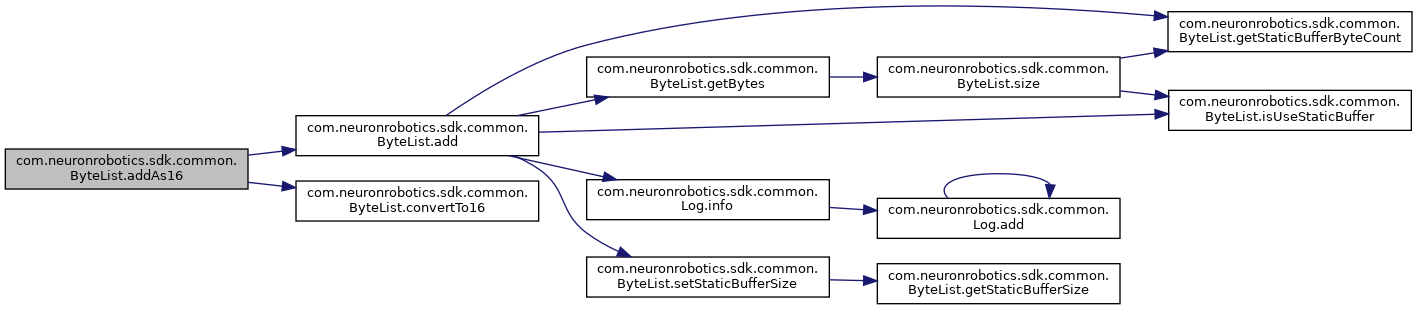 com.neuronrobotics.sdk.common.
ByteList.addAs16
com.neuronrobotics.sdk.common.
ByteList.add
com.neuronrobotics.sdk.common.
ByteList.convertTo16
com.neuronrobotics.sdk.common.
ByteList.getBytes
com.neuronrobotics.sdk.common.
Log.info
com.neuronrobotics.sdk.common.
ByteList.setStaticBufferSize
com.neuronrobotics.sdk.common.
ByteList.size
com.neuronrobotics.sdk.common.
Log.add
com.neuronrobotics.sdk.common.
ByteList.getStaticBufferSize
com.neuronrobotics.sdk.common.
ByteList.getStaticBufferByteCount
com.neuronrobotics.sdk.common.
ByteList.isUseStaticBuffer